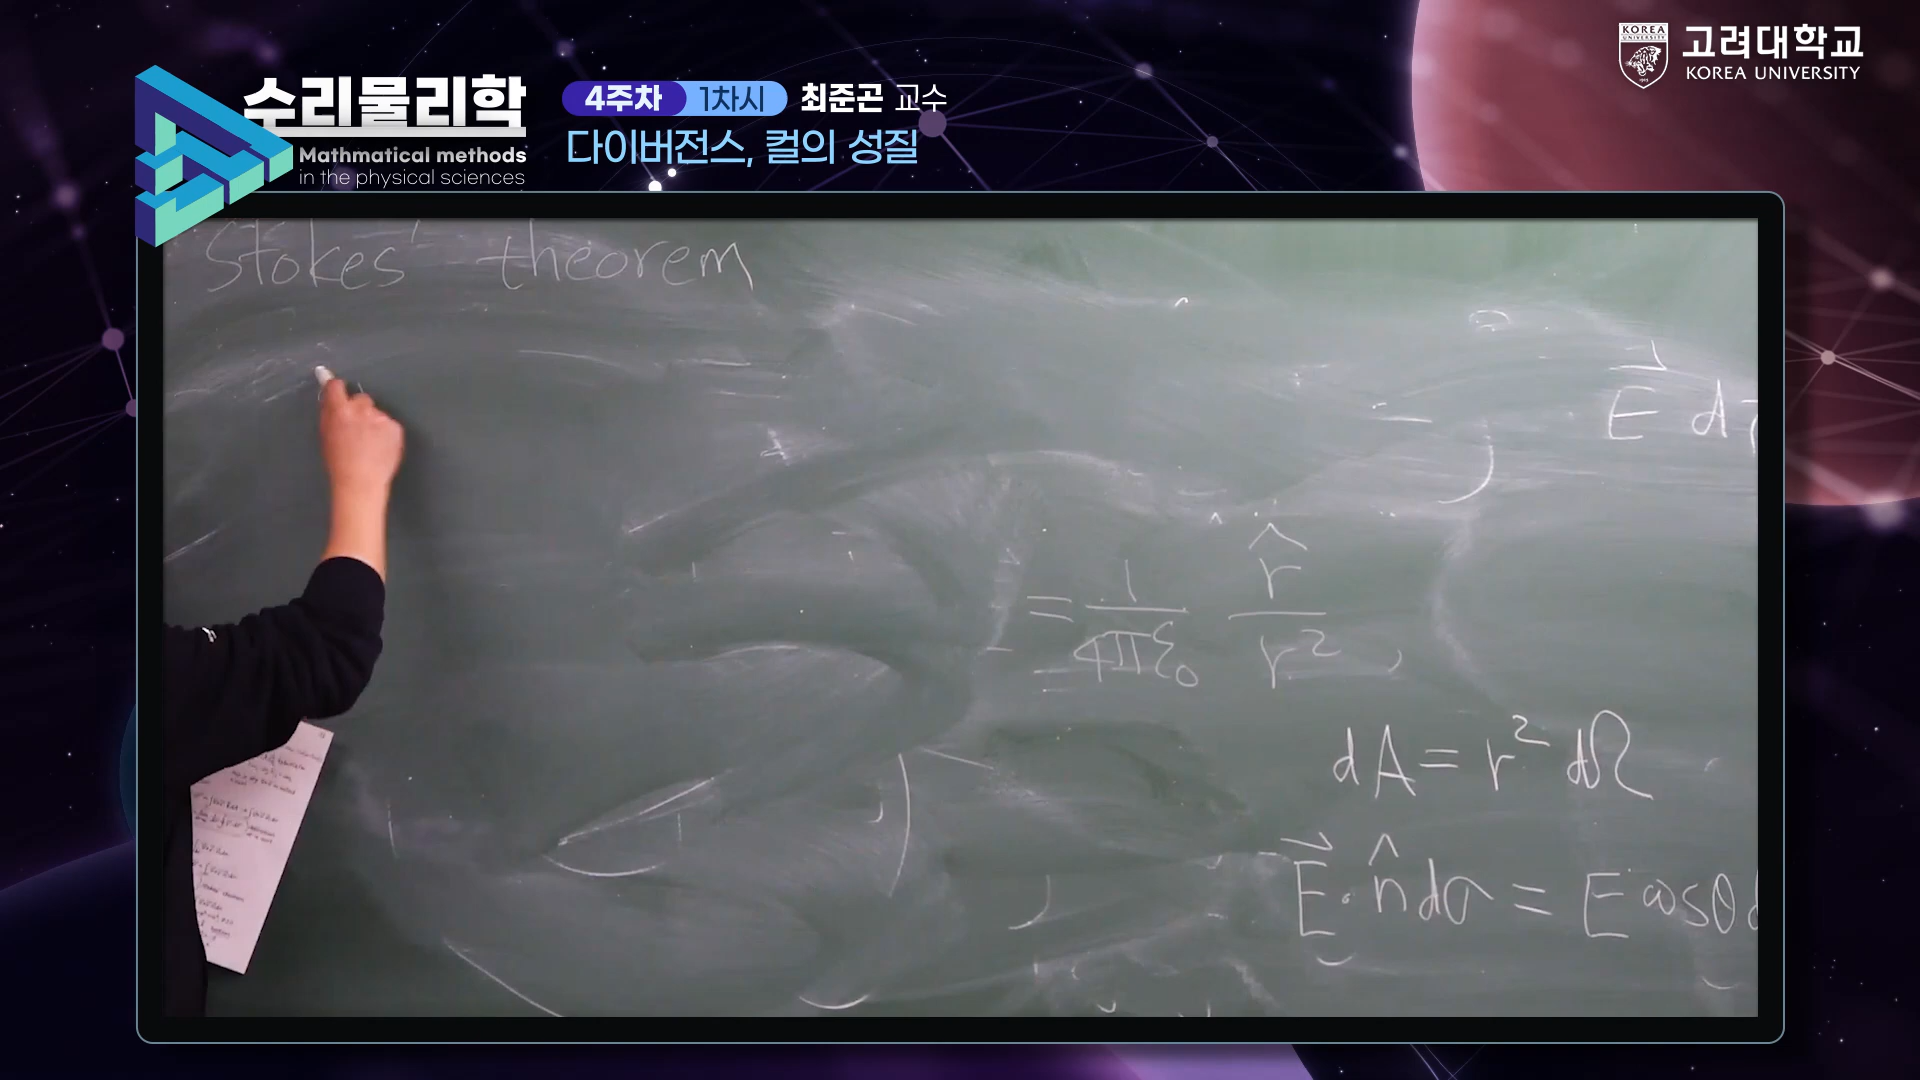 수리물리학
Mathmatical methods
in the physical sciences
4주차 1차시 최준곤 교수
다이버전스, 컬의 성질
KOREA UNIVERSITY
고려대학교
KOREA UNIVERSITY
Stokes' theorem
E⃗ d
= 1/4πε₀ r̂/r² ,
dA = r² dΩ
E⃗ · n̂ dσ = E cosθ